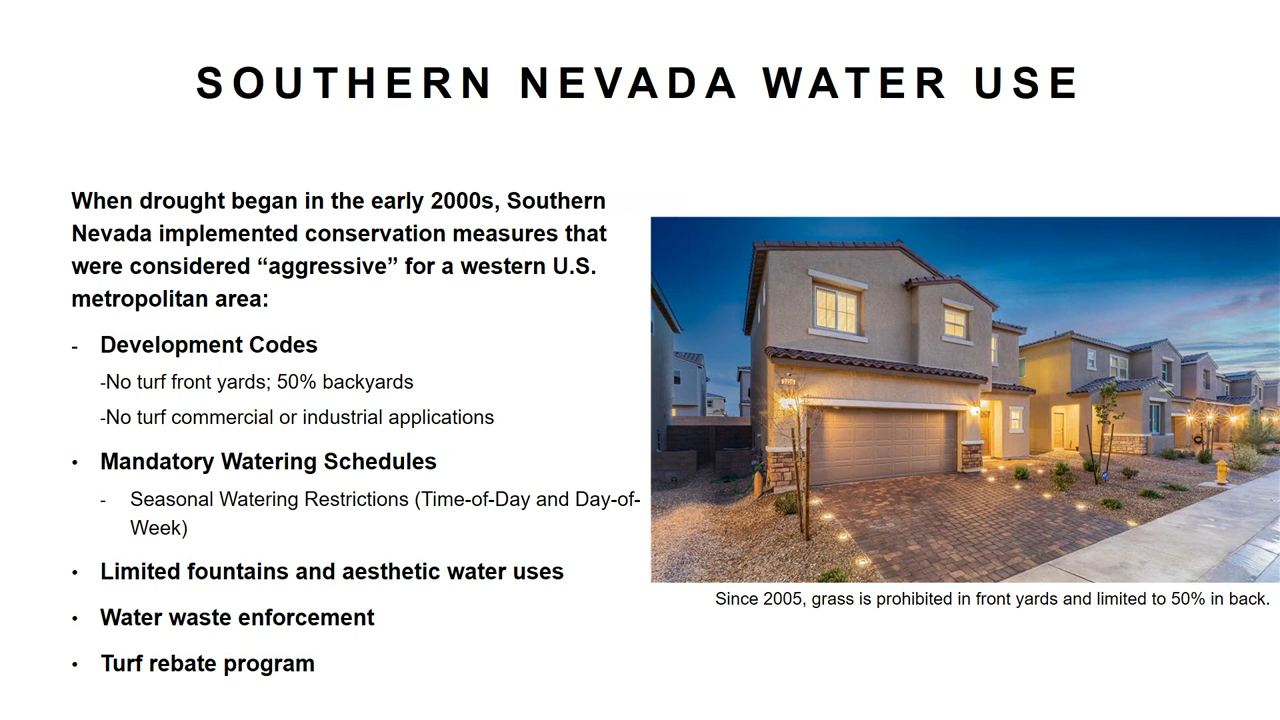 SOUTHERN NEVADA WATER USE
When drought began in the early 2000s, Southern
Nevada implemented conservation measures that
were considered “aggressive” for a western U.S.
metropolitan area:
- Development Codes
-No turf front yards; 50% backyards
-No turf commercial or industrial applications
• Mandatory Watering Schedules
- Seasonal Watering Restrictions (Time-of-Day and Day-of-
Week)
• Limited fountains and aesthetic water uses
• Water waste enforcement
• Turf rebate program
Since 2005, grass is prohibited in front yards and limited to 50% in back.